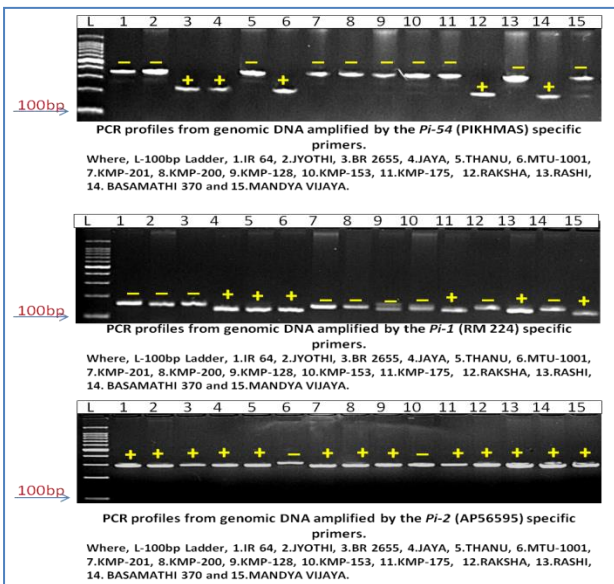 L 1 2 3 4 5 6 7 8 9 10 11 12 13 14 15
− − + + − + − − − − − + − + −
100bp
PCR profiles from genomic DNA amplified by the Pi-54 (PIKHMAS) specific
primers.
Where, L-100bp Ladder, 1.IR 64, 2.JYOTHI, 3.BR 2655, 4.JAYA, 5.THANU, 6.MTU-1001,
7.KMP-201, 8.KMP-200, 9.KMP-128, 10.KMP-153, 11.KMP-175, 12.RAKSHA, 13.RASHI,
14. BASAMATHI 370 and 15.MANDYA VIJAYA.
L 1 2 3 4 5 6 7 8 9 10 11 12 13 14 15
− − − + + + − − − − + − + − +
100bp
PCR profiles from genomic DNA amplified by the Pi-1 (RM 224) specific
primers.
Where, L-100bp Ladder, 1.IR 64, 2.JYOTHI, 3.BR 2655, 4.JAYA, 5.THANU, 6.MTU-1001,
7.KMP-201, 8.KMP-200, 9.KMP-128, 10.KMP-153, 11.KMP-175, 12.RAKSHA, 13.RASHI,
14. BASAMATHI 370 and 15.MANDYA VIJAYA.
L 1 2 3 4 5 6 7 8 9 10 11 12 13 14 15
+ + + + + − + + + − + + + + +
100bp
PCR profiles from genomic DNA amplified by the Pi-2 (AP56595) specific
primers.
Where, L-100bp Ladder, 1.IR 64, 2.JYOTHI, 3.BR 2655, 4.JAYA, 5.THANU, 6.MTU-1001,
7.KMP-201, 8.KMP-200, 9.KMP-128, 10.KMP-153, 11.KMP-175, 12.RAKSHA, 13.RASHI,
14. BASAMATHI 370 and 15.MANDYA VIJAYA.